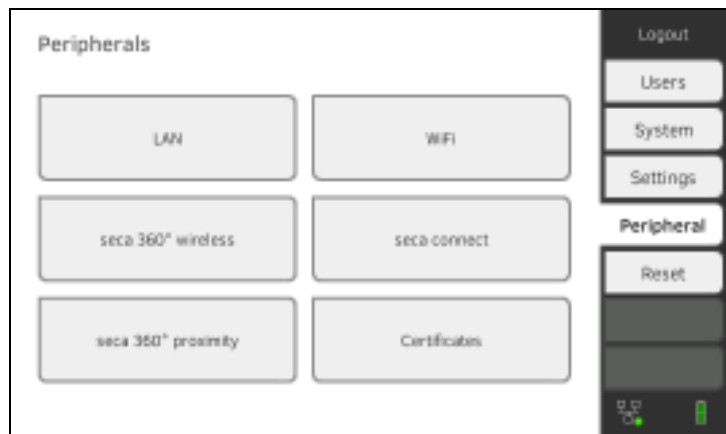 Peripherals
LAN
WiFi
seca 360° wireless
seca connect
seca 360° proximity
Certificates
Logout
Users
System
Settings
Peripheral
Reset